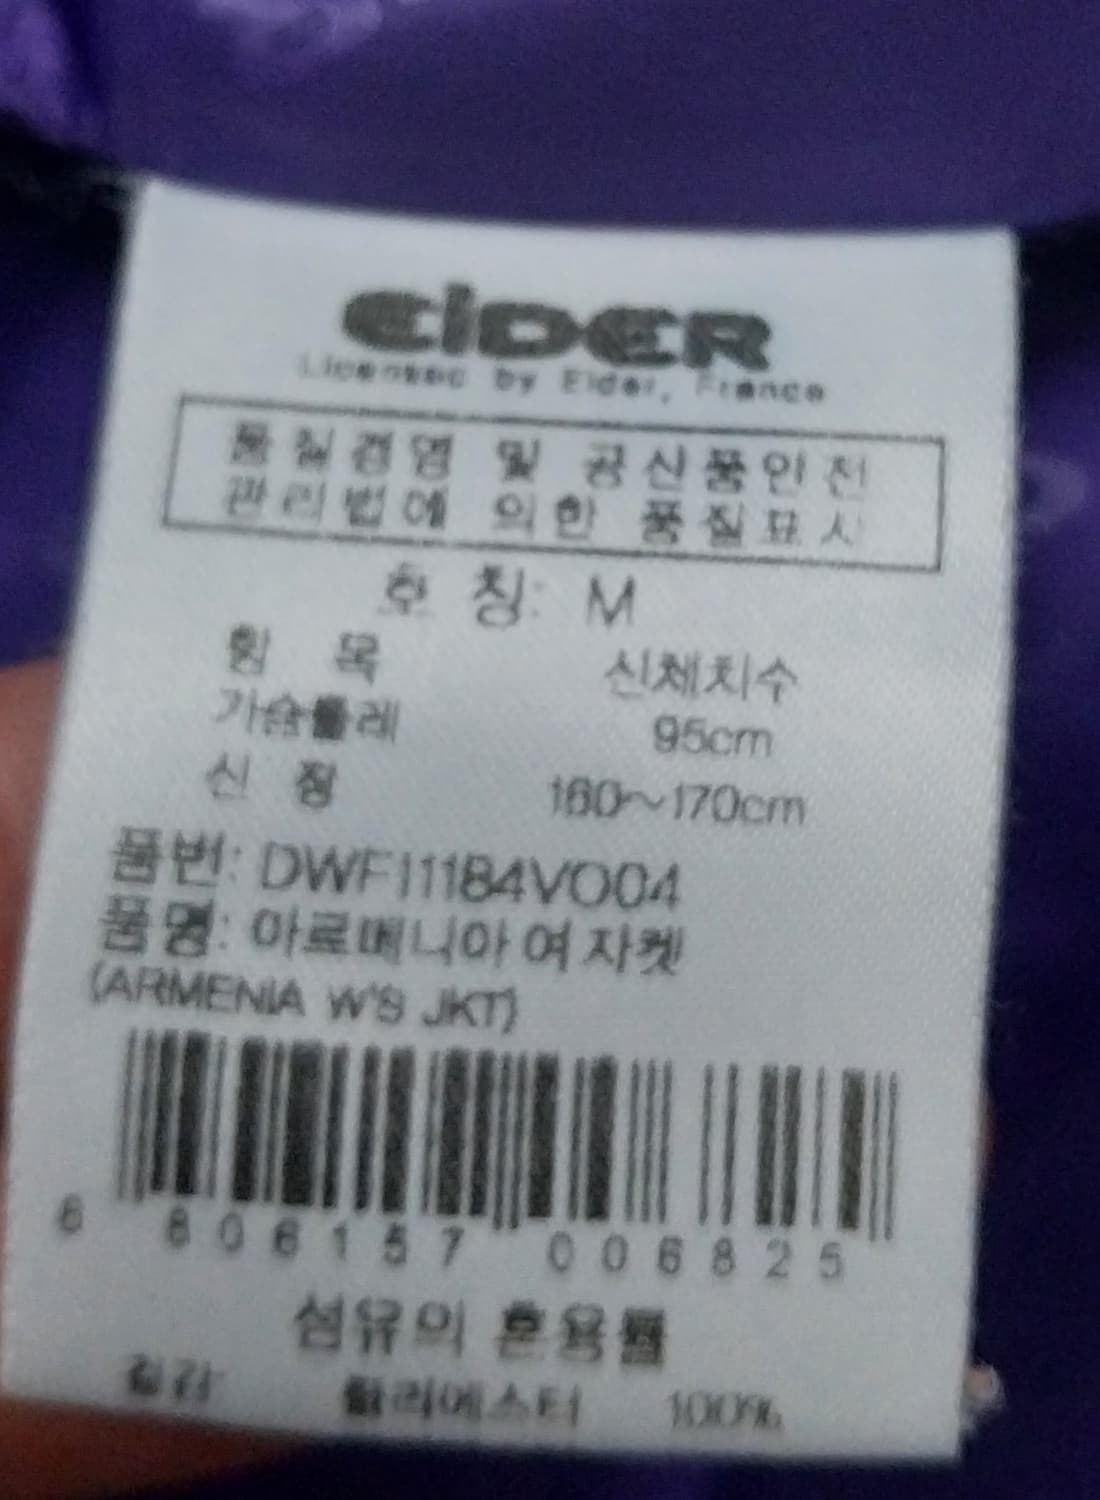 EiDER
Licensed by Eider, France
품질경영 및 공산품안전
관리법에 의한 품질표시
호 칭: M
항 목 신체치수
가슴둘레 95cm
신 장 160~170cm
품번: DWF11184VO04
품명: 아르메니아 여 자켓
(ARMENIA W'S JKT)
8 806157 006825
섬유의 혼용률
겉감 폴리에스터 100%